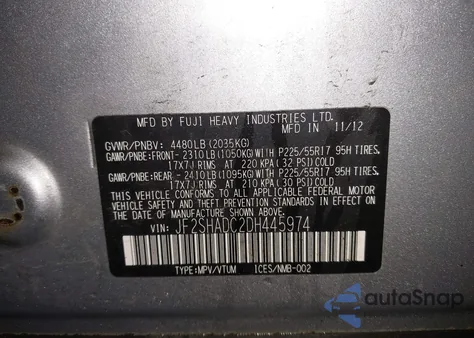 MFD BY FUJI HEAVY INDUSTRIES LTD. 11/12
GVWR/PNBV: 4480LB(2035KG)
GAWR/PNBE:FRONT- 2310LB(1050KG)WITH P225/55R17 95H TIRES.
17X7J RIMS AT 220 KPA(32 PSI)COLD
GAWR/PNBE:REAR -2410LB(1095KG)WITH P225/55R17 95H TIRES.
17X7J RIMS AT 210 KPA(30 PSI)COLD
THIS VEHICLE CONFORMS TO ALL APPLICABLE FEDERAL MOTOR
VEHICLE SAFETY AND BUMPER STANDARDS IN EFFECT ON THE
DATE OF MANUFACTURE SHOWN ABOVE.
VIN: JF2SHADC2DH445974
TYPE:MPV/VTUM ICES/NMB-002
autoSnap